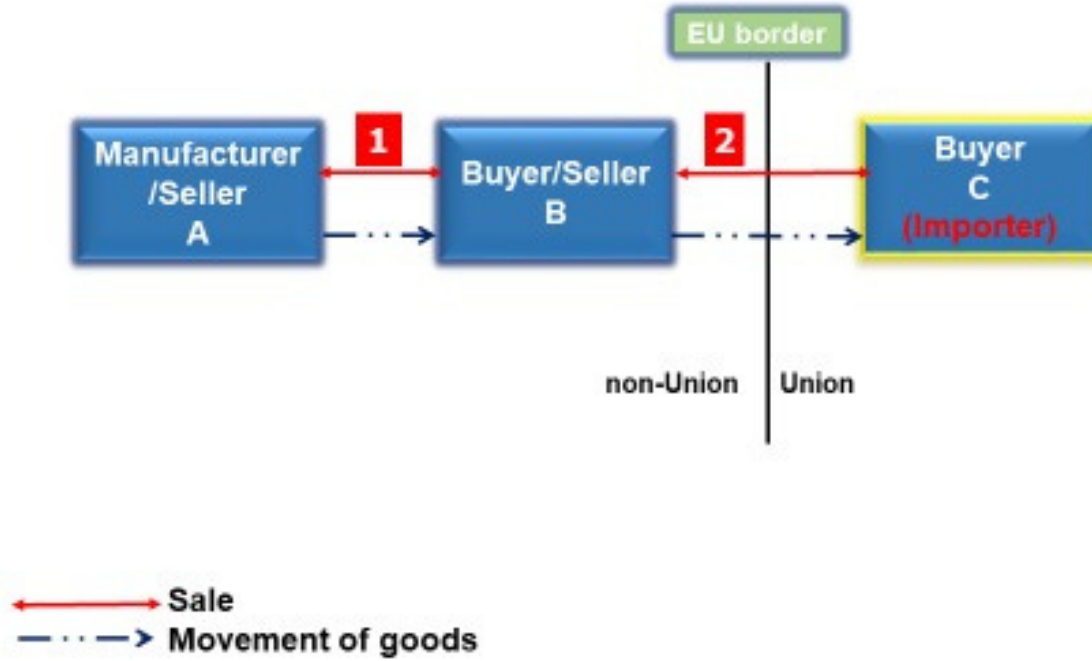 EU border
Manufacturer
/Seller
A
1
Buyer/Seller
B
2
Buyer
C
(Importer)
non-Union
Union
Sale
Movement of goods